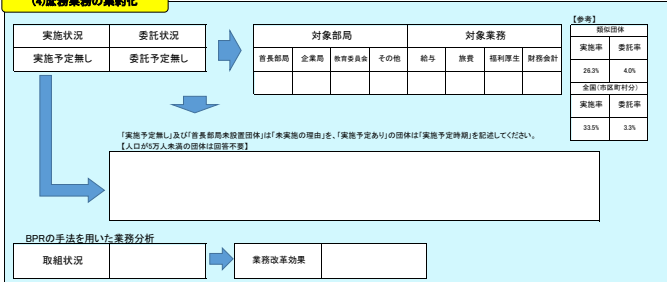 (4)庶務業務の集約化
【参考】
実施状況 委託状況
実施予定無し 委託予定無し
対象部局 対象業務
首長部局 企業局 教育委員会 その他 給与 旅費 福利厚生 財務会計
類似団体
実施率 委託率
26.3% 4.0%
全国(市区町村分)
実施率 委託率
33.5% 3.3%
「実施予定無し」及び「首長部局未設置団体」は「未実施の理由」を、「実施予定あり」の団体は「実施予定時期」を記述してください。
【人口が5万人未満の団体は回答不要】
BPRの手法を用いた業務分析
取組状況 業務改革効果